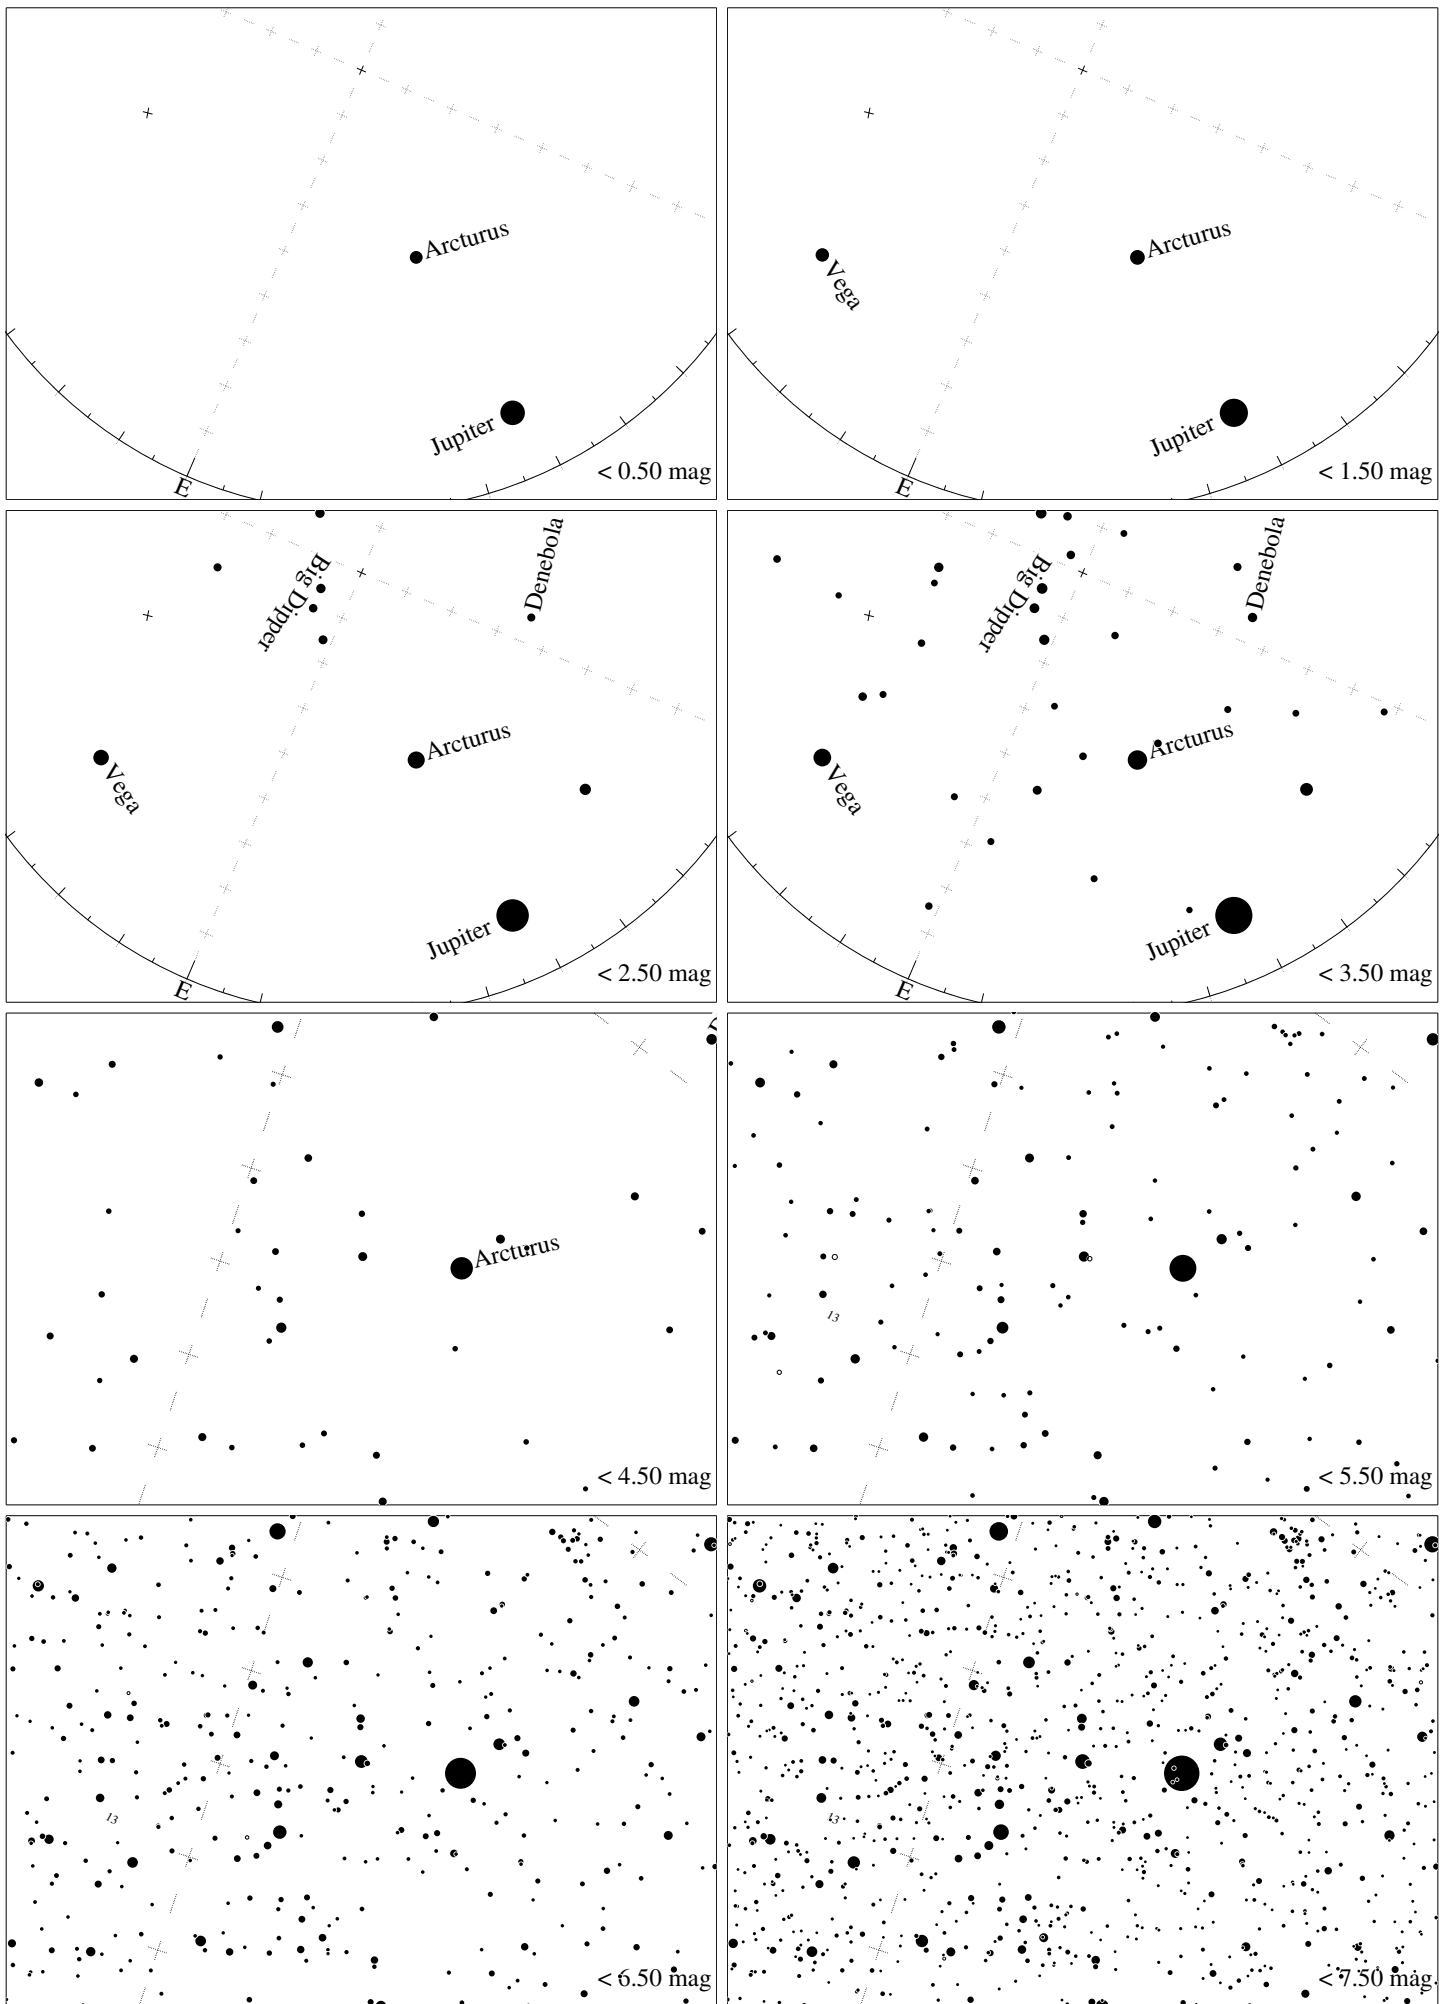 Arcturus
Jupiter
E
< 0.50 mag
Arcturus
Vega
Jupiter
E
< 1.50 mag
Big Dipper
Denebola
Arcturus
Vega
Jupiter
E
< 2.50 mag
Big Dipper
Denebola
Arcturus
Vega
Jupiter
E
< 3.50 mag
Arcturus
< 4.50 mag
13
< 5.50 mag
13
< 6.50 mag
13
< 7.50 mag